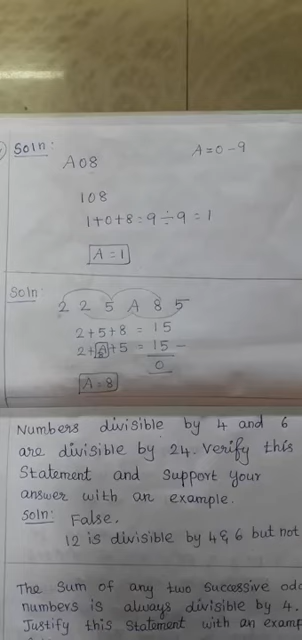 Soln:
A08 A=0-9
108
1+0+8=9÷9=1
A=1
Soln:
2 2 5 A 8 5
2+5+8 = 15
2+A+5 = 15 -
0
A=8
Numbers divisible by 4 and 6
are divisible by 24. Verify this
Statement and Support your
answer with an example.
Soln: False.
12 is divisible by 4 & 6 but not
The Sum of any two Successive odd
numbers is always divisible by 4.
Justify this Statement with an examp